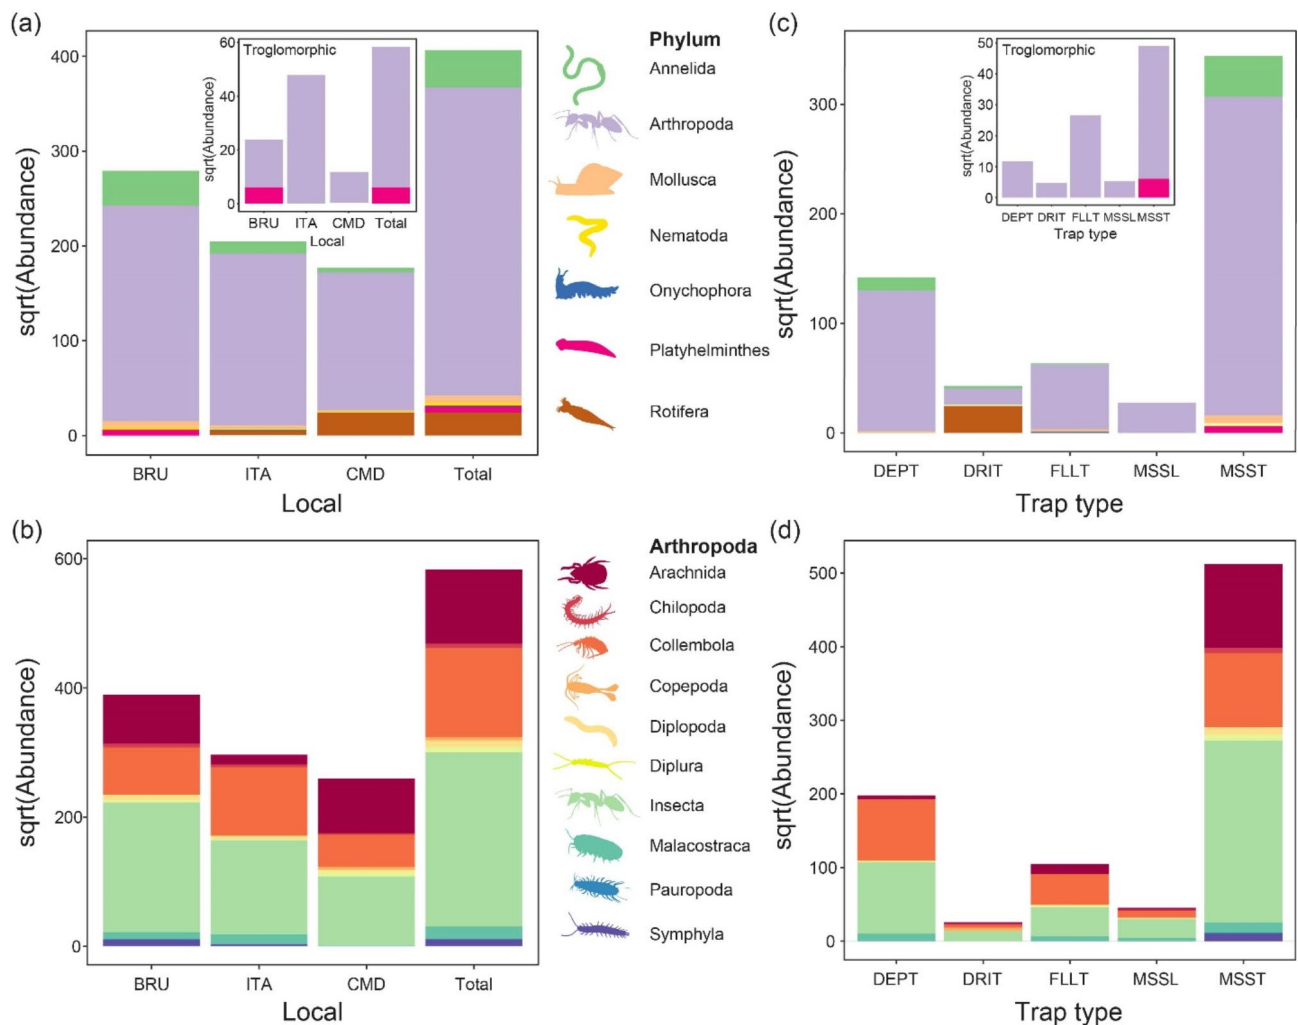 (a)
sqrt(Abundance)
400
300
200
100
0
BRU ITA CMD Total
Local
Troglomorphic
sqrt(Abundance)
60
40
20
0
BRU ITA CMD Total
Local
Phylum
Annelida
Arthropoda
Mollusca
Nematoda
Onychophora
Platyhelminthes
Rotifera
(c)
sqrt(Abundance)
300
200
100
0
DEPT DRIT FLLT MSSL MSST
Trap type
Troglomorphic
sqrt(Abundance)
50
40
30
20
10
0
DEPT DRIT FLLT MSSL MSST
Trap type
(b)
sqrt(Abundance)
600
400
200
0
BRU ITA CMD Total
Local
Arthropoda
Arachnida
Chilopoda
Collembola
Copepoda
Diplopoda
Diplura
Insecta
Malacostraca
Pauropoda
Symphyla
(d)
sqrt(Abundance)
500
400
300
200
100
0
DEPT DRIT FLLT MSSL MSST
Trap type